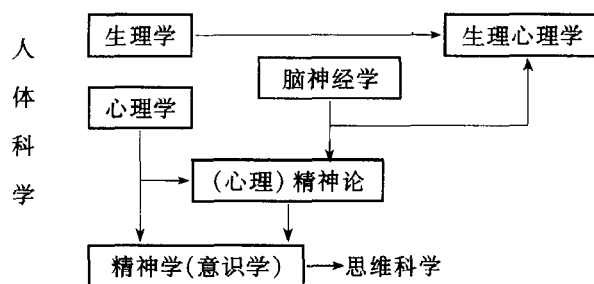 人体科学
生理学
生理心理学
脑神经学
心理学
(心理)精神论
精神学(意识学)
思维科学